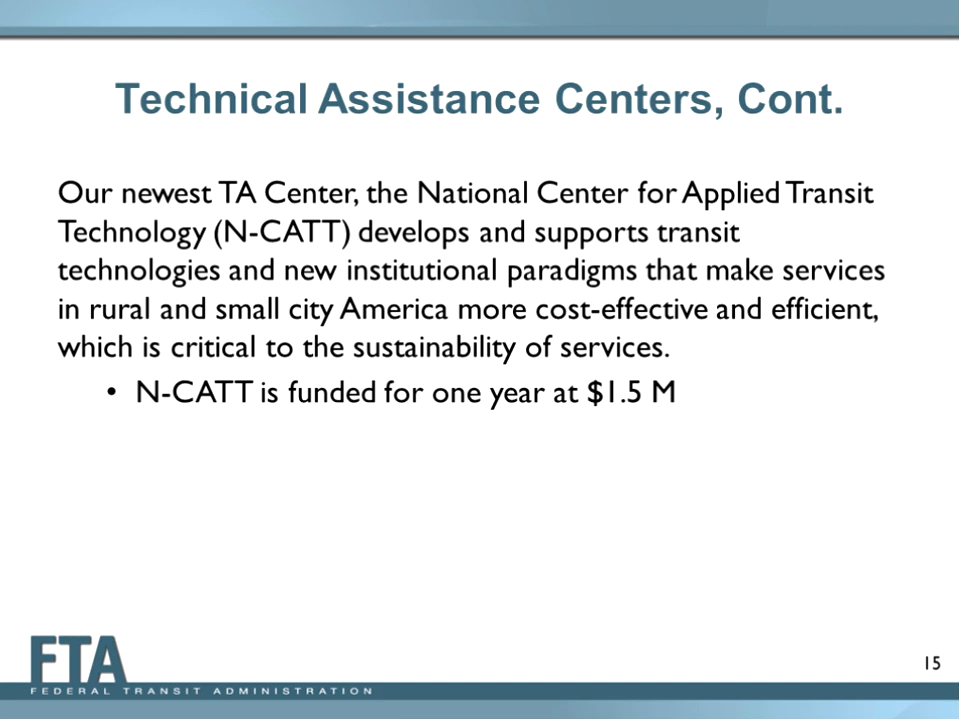 Technical Assistance Centers, Cont.
Our newest TA Center, the National Center for Applied Transit
Technology (N-CATT) develops and supports transit
technologies and new institutional paradigms that make services
in rural and small city America more cost-effective and efficient,
which is critical to the sustainability of services.
• N-CATT is funded for one year at $1.5 M
FTA
15
FEDERAL TRANSIT ADMINISTRATION